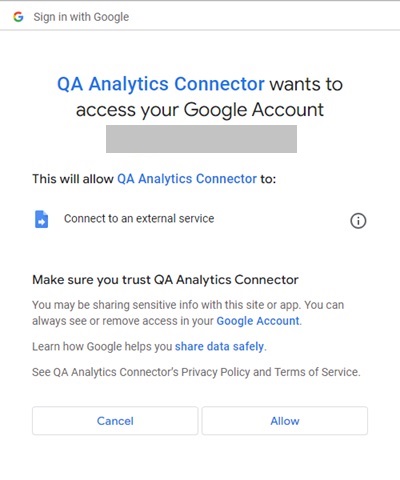 Sign in with Google
QA Analytics Connector wants to
access your Google Account
This will allow QA Analytics Connector to:
Connect to an external service
Make sure you trust QA Analytics Connector
You may be sharing sensitive info with this site or app. You can
always see or remove access in your Google Account.
Learn how Google helps you share data safely.
See QA Analytics Connector's Privacy Policy and Terms of Service.
Cancel
Allow